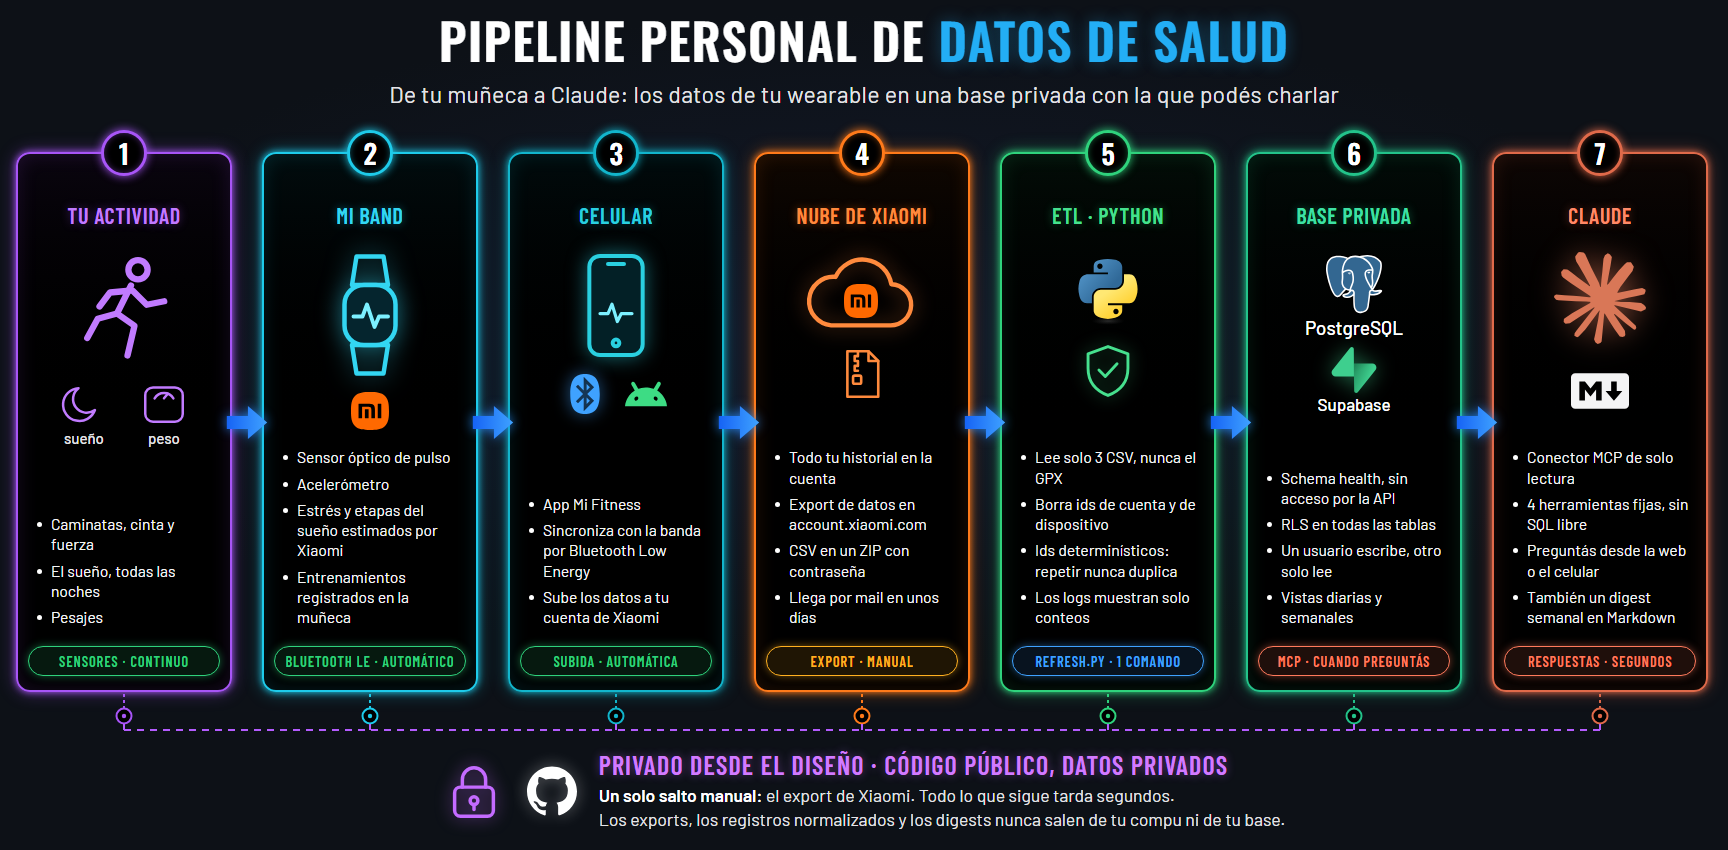 PIPELINE PERSONAL DE DATOS DE SALUD
De tu muñeca a Claude: los datos de tu wearable en una base privada con la que podés charlar
1
TU ACTIVIDAD
sueño
peso
• Caminatas, cinta y
fuerza
• El sueño, todas las
noches
• Pesajes
SENSORES · CONTINUO
2
MI BAND
mi
• Sensor óptico de pulso
• Acelerómetro
• Estrés y etapas del
sueño estimados por
Xiaomi
• Entrenamientos
registrados en la
muñeca
BLUETOOTH LE · AUTOMÁTICO
3
CELULAR
• App Mi Fitness
• Sincroniza con la banda
por Bluetooth Low
Energy
• Sube los datos a tu
cuenta de Xiaomi
SUBIDA · AUTOMÁTICA
4
NUBE DE XIAOMI
mi
• Todo tu historial en la
cuenta
• Export de datos en
account.xiaomi.com
• CSV en un ZIP con
contraseña
• Llega por mail en unos
días
EXPORT · MANUAL
5
ETL · PYTHON
• Lee solo 3 CSV, nunca el
GPX
• Borra ids de cuenta y de
dispositivo
• Ids determinísticos:
repetir nunca duplica
• Los logs muestran solo
conteos
REFRESH.PY · 1 COMANDO
6
BASE PRIVADA
PostgreSQL
Supabase
• Schema health, sin
acceso por la API
• RLS en todas las tablas
• Un usuario escribe, otro
solo lee
• Vistas diarias y
semanales
MCP · CUANDO PREGUNTÁS
7
CLAUDE
M
• Conector MCP de solo
lectura
• 4 herramientas fijas, sin
SQL libre
• Preguntás desde la web
o el celular
• También un digest
semanal en Markdown
RESPUESTAS · SEGUNDOS
PRIVADO DESDE EL DISEÑO · CÓDIGO PÚBLICO, DATOS PRIVADOS
Un solo salto manual: el export de Xiaomi. Todo lo que sigue tarda segundos.
Los exports, los registros normalizados y los digests nunca salen de tu compu ni de tu base.